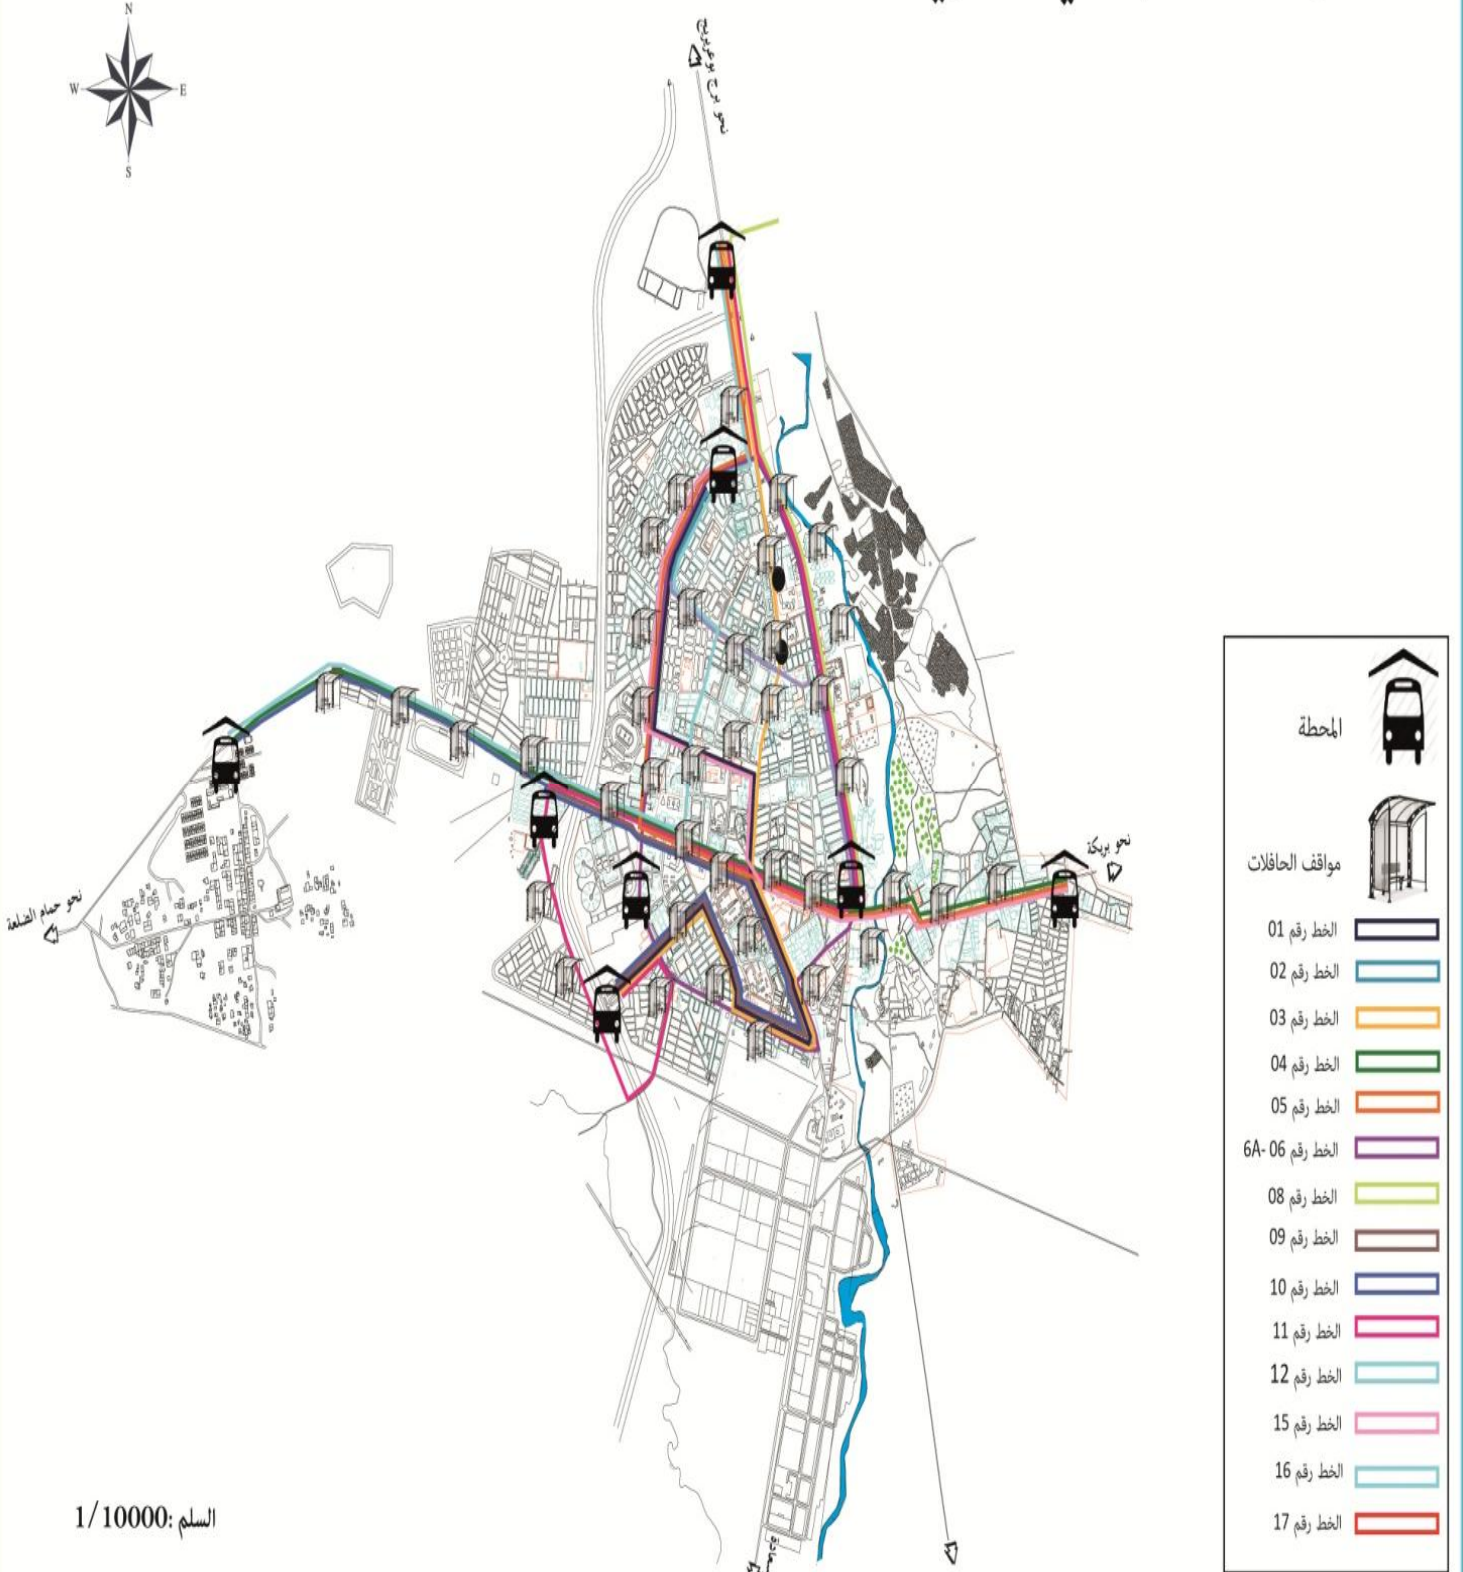 N
W
E
S
نحو برج بوعريريج
نحو بريكة
نحو حمام الضلعة
المحطة
مواقف الحافلات
الخط رقم 01
الخط رقم 02
الخط رقم 03
الخط رقم 04
الخط رقم 05
الخط رقم 06 -6A
الخط رقم 08
الخط رقم 09
الخط رقم 10
الخط رقم 11
الخط رقم 12
الخط رقم 15
الخط رقم 16
الخط رقم 17
السلم :1/10000